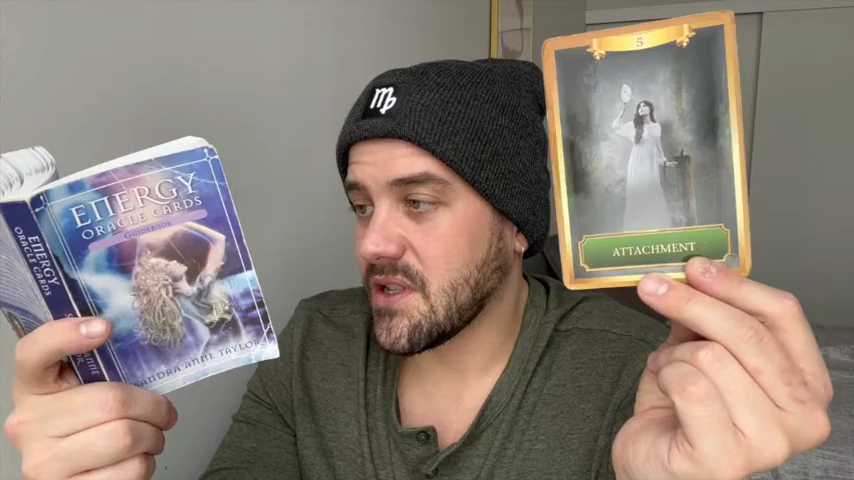 ENERGY
ORACLE CARDS
GUIDEBOOK
SANDRA ANNE TAYLOR
ENERGY
ORACLE CARDS
5
ATTACHMENT